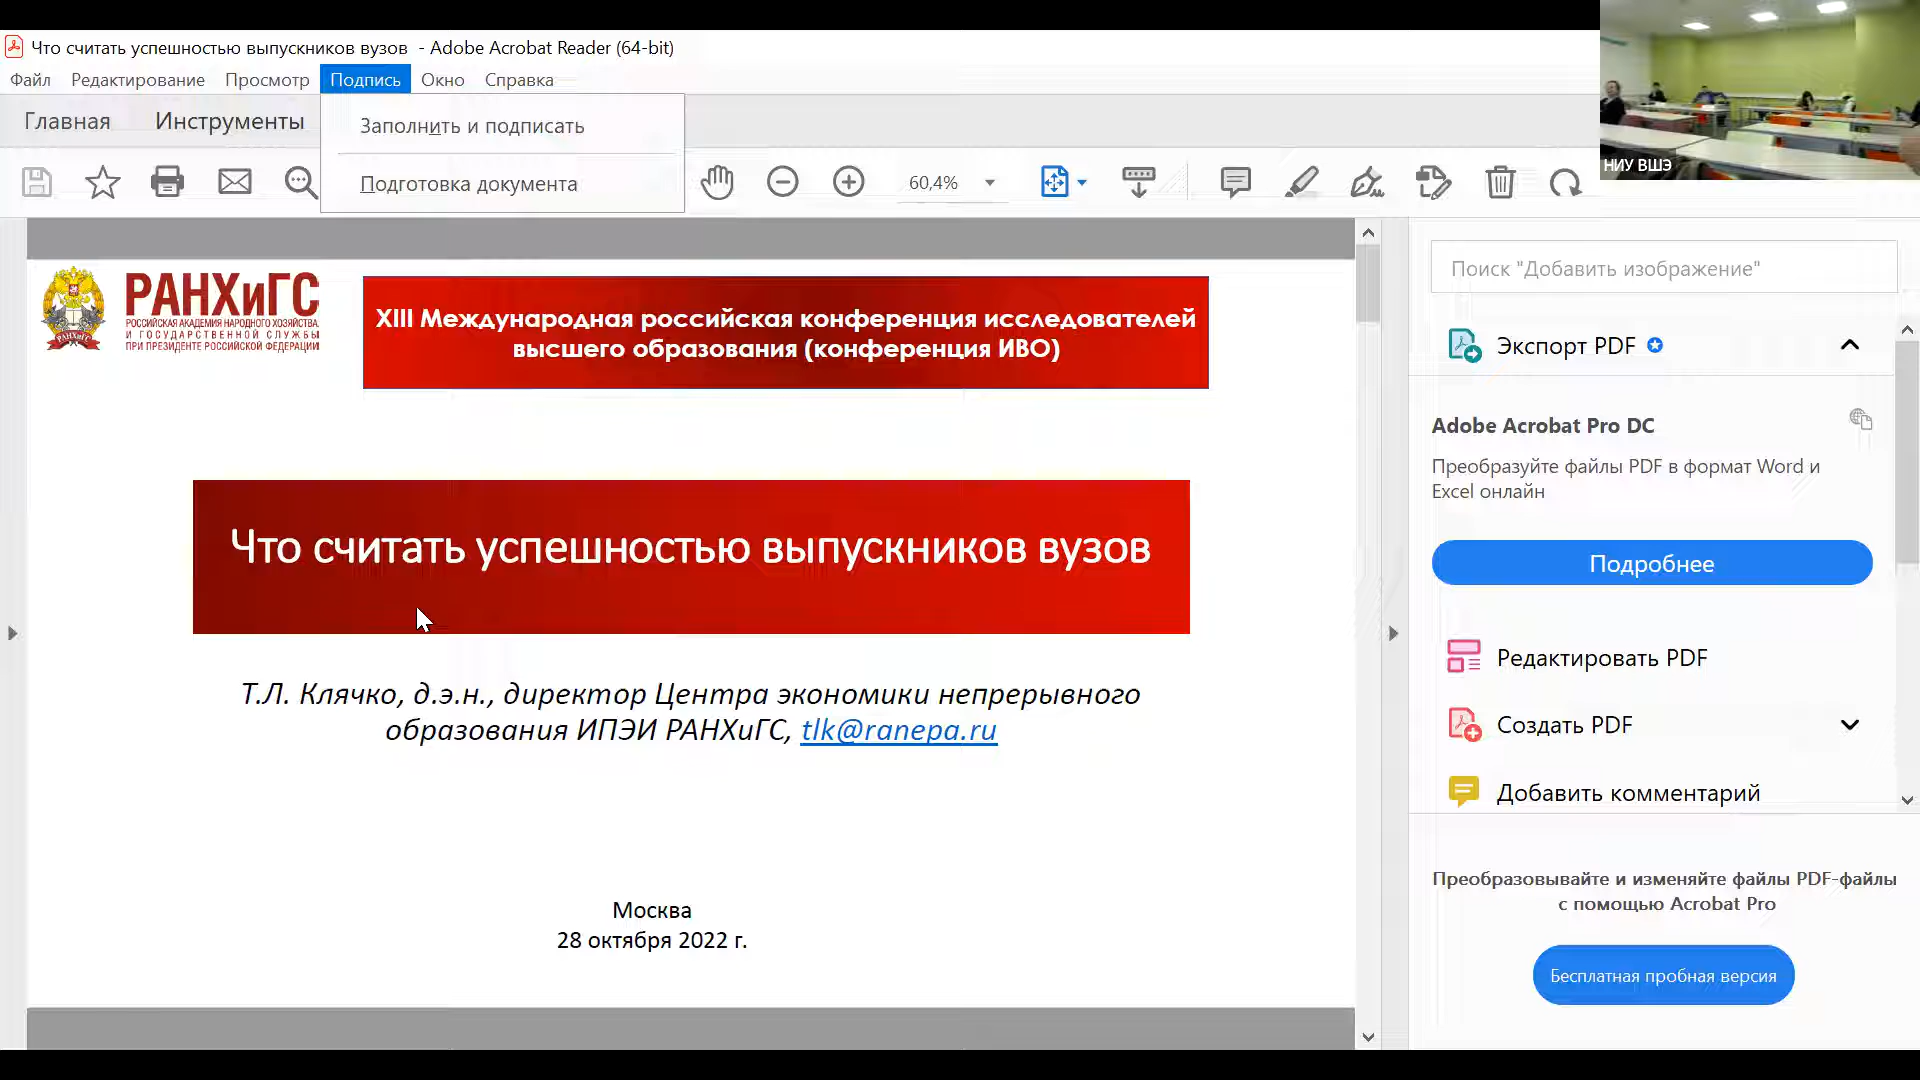 Что считать успешностью выпускников вузов - Adobe Acrobat Reader (64-bit)
Файл Редактирование Просмотр Подпись Окно Справка
Главная Инструменты
Заполнить и подписать
Подготовка документа
60,4%
НИУ ВШЭ
РАНХиГС
РОССИЙСКАЯ АКАДЕМИЯ НАРОДНОГО ХОЗЯЙСТВА
И ГОСУДАРСТВЕННОЙ СЛУЖБЫ
ПРИ ПРЕЗИДЕНТЕ РОССИЙСКОЙ ФЕДЕРАЦИИ
РАНХиГС
XIII Международная российская конференция исследователей
высшего образования (конференция ИВО)
Что считать успешностью выпускников вузов
Т.Л. Клячко, д.э.н., директор Центра экономики непрерывного
образования ИПЭИ РАНХиГС, tlk@ranepa.ru
Москва
28 октября 2022 г.
Поиск "Добавить изображение"
Экспорт PDF
Adobe Acrobat Pro DC
Преобразуйте файлы PDF в формат Word и
Excel онлайн
Подробнее
Редактировать PDF
Создать PDF
Добавить комментарий
Преобразовывайте и изменяйте файлы PDF-файлы
с помощью Acrobat Pro
Бесплатная пробная версия